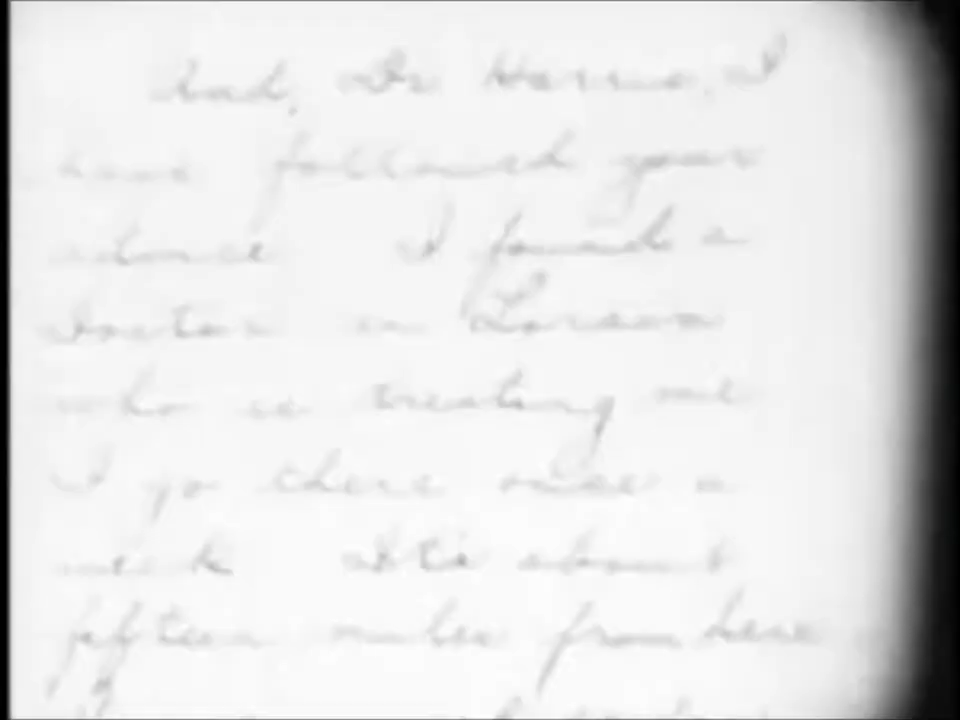 And, Dr Harris, I
have followed your
advice I found a
Doctor in
who is treating me
I go there once a
week It's about
fifteen miles from here